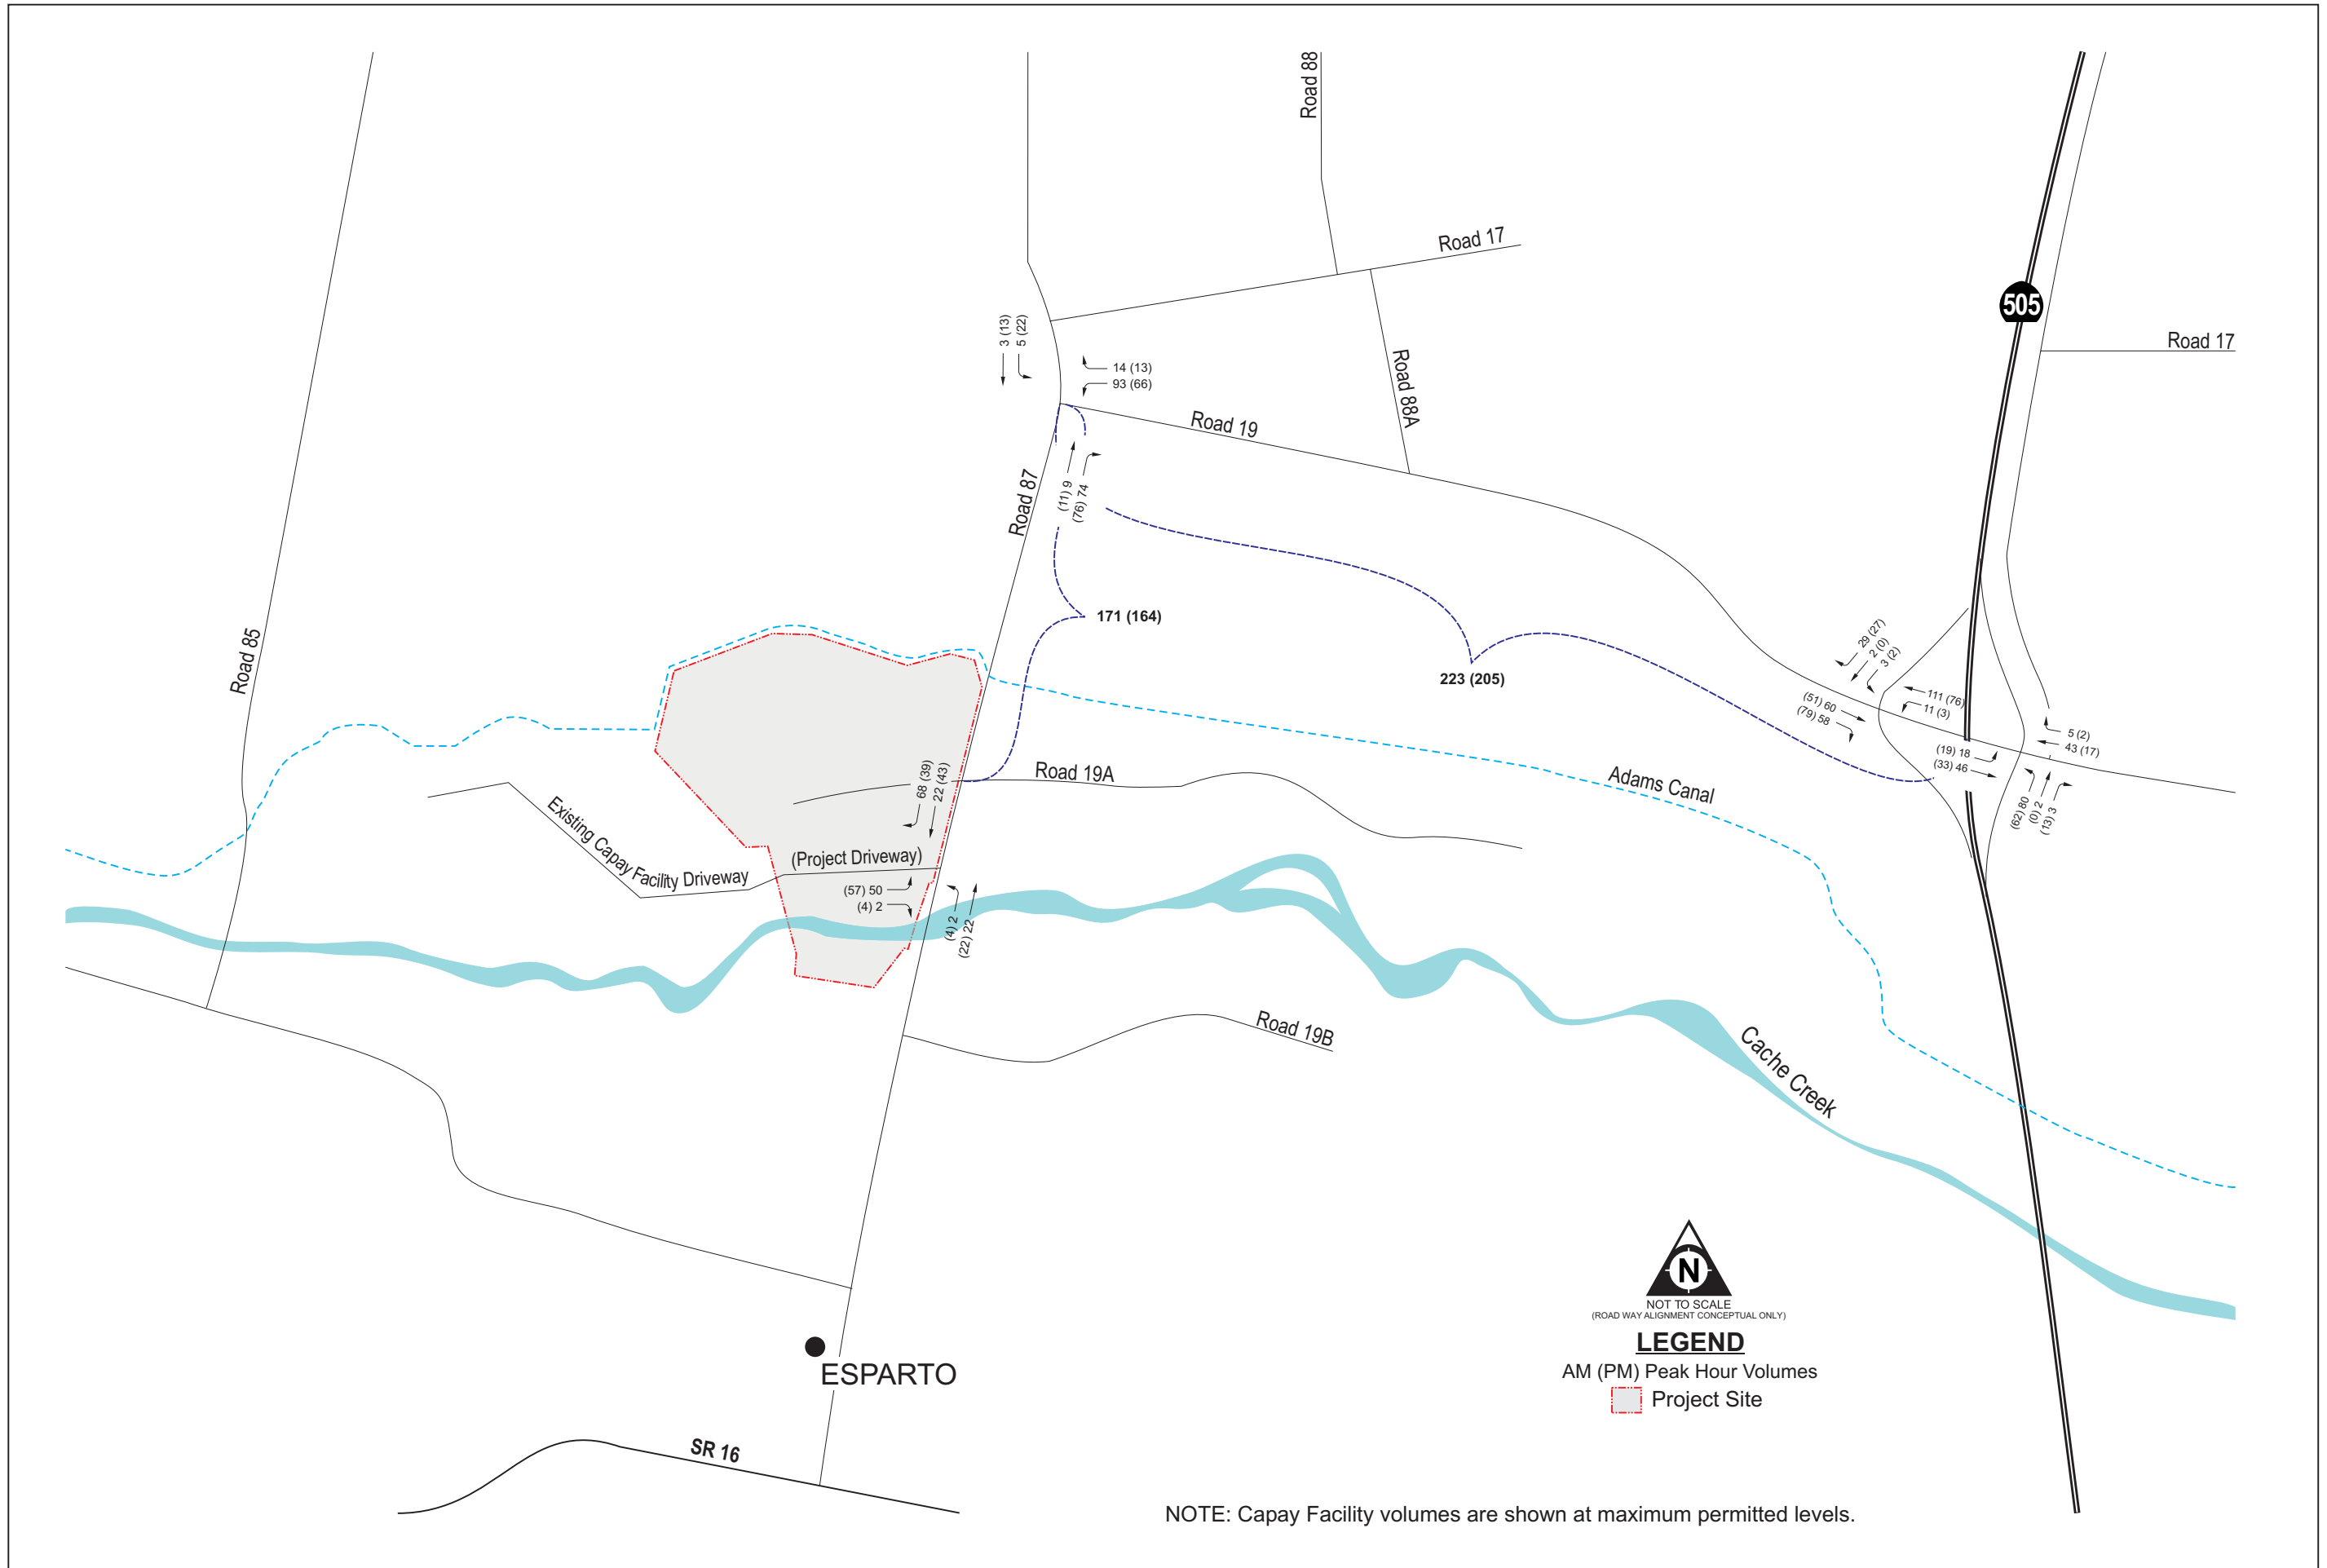 Road 88
Road 17
505
Road 17
3 (13)
5 (22)
14 (13)
93 (66)
Road 88A
Road 19
Road 87
(11) 9
(76) 74
171 (164)
223 (205)
Road 85
29 (27)
2 (0)
3 (2)
111 (76)
11 (3)
(51) 60
(79) 58
5 (2)
43 (17)
(19) 18
(33) 46
(62) 80
(0) 2
(13) 3
68 (39)
22 (43)
Road 19A
Adams Canal
Existing Capay Facility Driveway
(Project Driveway)
(57) 50
(4) 2
(4) 2
(22) 22
Road 19B
Cache Creek
N
NOT TO SCALE
(ROAD WAY ALIGNMENT CONCEPTUAL ONLY)
LEGEND
AM (PM) Peak Hour Volumes
Project Site
ESPARTO
SR 16
NOTE: Capay Facility volumes are shown at maximum permitted levels.